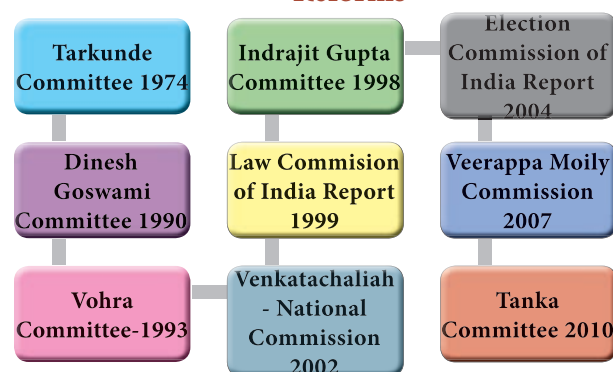 Reforms
Tarkunde
Committee 1974
Dinesh
Goswami
Committee 1990
Vohra
Committee-1993
Venkatachaliah
- National
Commission
2002
Law Commision
of India Report
1999
Indrajit Gupta
Committee 1998
Election
Commission of
India Report
2004
Veerappa Moily
Commission
2007
Tanka
Committee 2010